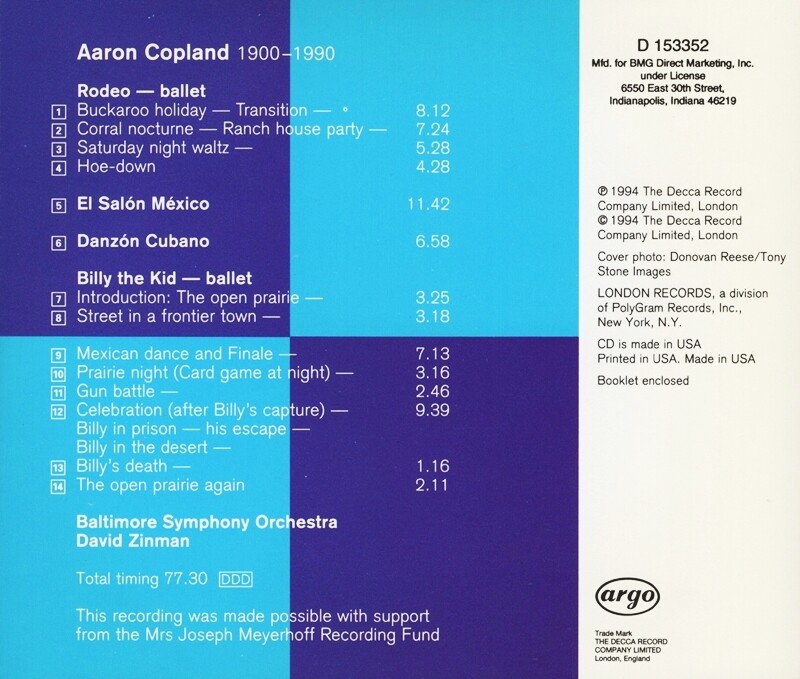 Aaron Copland 1900–1990
Rodeo — ballet
1 Buckaroo holiday — Transition — 8.12
2 Corral nocturne — Ranch house party — 7.24
3 Saturday night waltz — 5.28
4 Hoe-down 4.28
5 El Salón México 11.42
6 Danzón Cubano 6.58
Billy the Kid — ballet
7 Introduction: The open prairie — 3.25
8 Street in a frontier town — 3.18
9 Mexican dance and Finale — 7.13
10 Prairie night (Card game at night) — 3.16
11 Gun battle — 2.46
12 Celebration (after Billy's capture) — 9.39
Billy in prison — his escape —
Billy in the desert —
13 Billy's death — 1.16
14 The open prairie again 2.11
Baltimore Symphony Orchestra
David Zinman
Total timing 77.30 DDD
This recording was made possible with support
from the Mrs Joseph Meyerhoff Recording Fund
D 153352
Mfd. for BMG Direct Marketing, Inc.
under License
6550 East 30th Street,
Indianapolis, Indiana 46219
℗ 1994 The Decca Record
Company Limited, London
© 1994 The Decca Record
Company Limited, London
Cover photo: Donovan Reese/Tony
Stone Images
LONDON RECORDS, a division
of PolyGram Records, Inc.,
New York, N.Y.
CD is made in USA
Printed in USA. Made in USA
Booklet enclosed
argo
Trade Mark
THE DECCA RECORD
COMPANY LIMITED
London, England